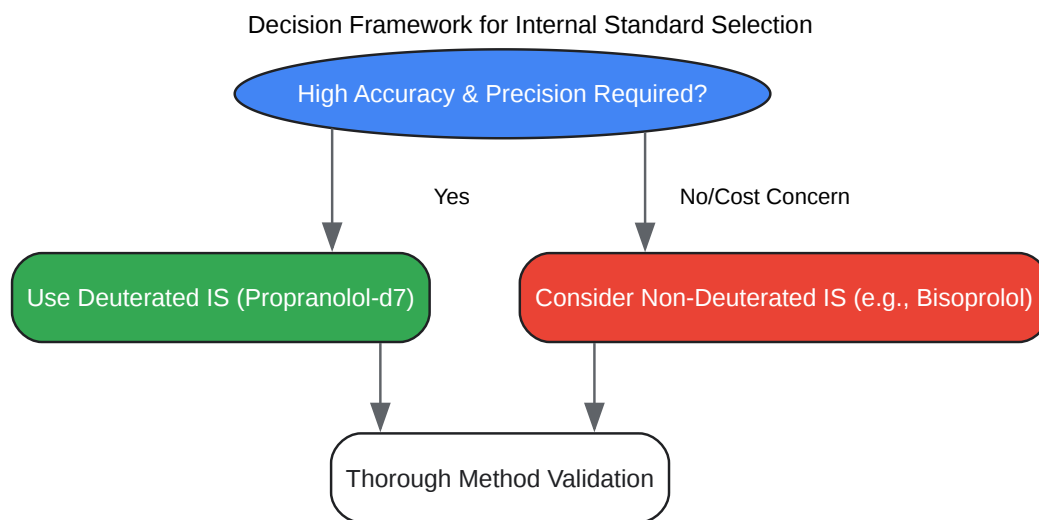 Decision Framework for Internal Standard Selection
High Accuracy & Precision Required?
Yes
No/Cost Concern
Use Deuterated IS (Propranolol-d7)
Consider Non-Deuterated IS (e.g., Bisoprolol)
Thorough Method Validation